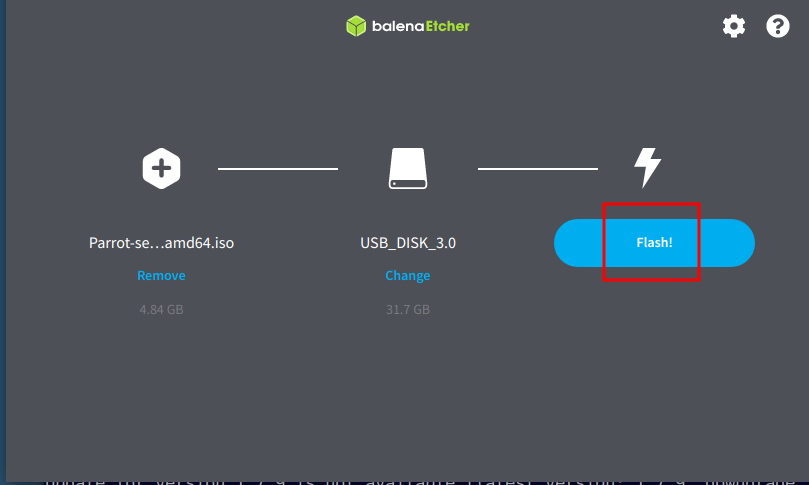 balenaEtcher
Parrot-se...amd64.iso
USB_DISK_3.0
Flash!
Remove
Change
4.84 GB
31.7 GB